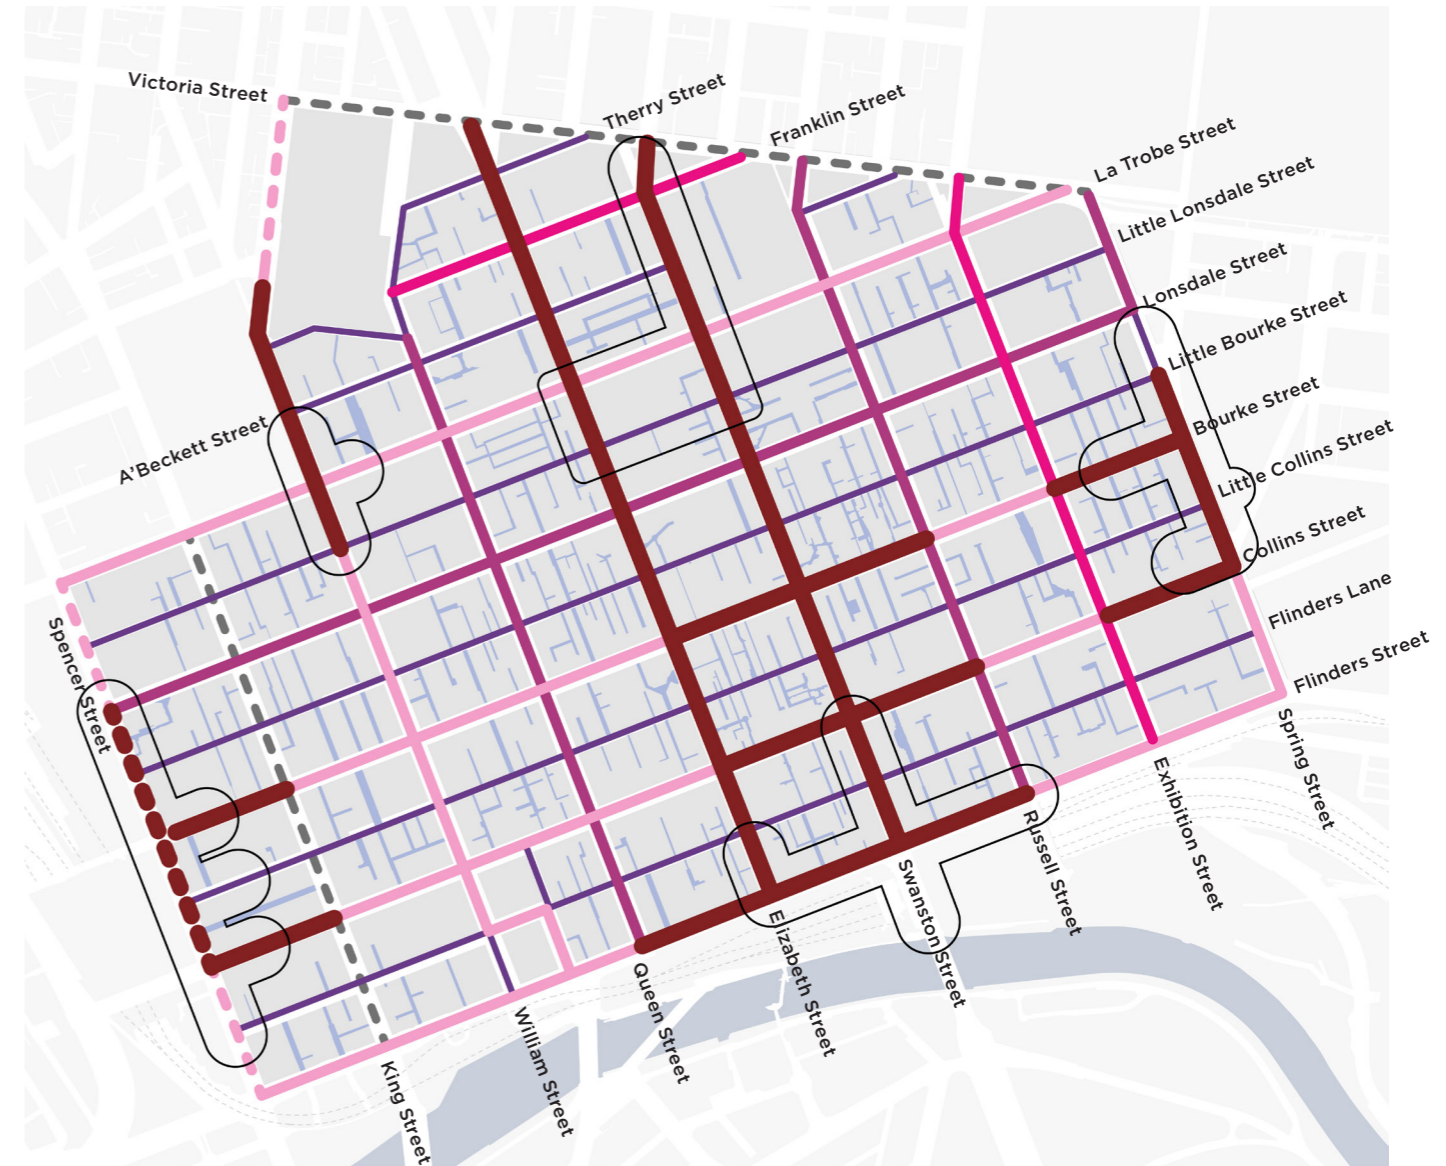 Victoria Street
Therry Street
Franklin Street
La Trobe Street
Little Lonsdale Street
Lonsdale Street
Little Bourke Street
Bourke Street
A'Beckett Street
Little Collins Street
Collins Street
Flinders Lane
Flinders Street
Spencer Street
King Street
William Street
Queen Street
Elizabeth Street
Swanston Street
Russell Street
Exhibition Street
Spring Street